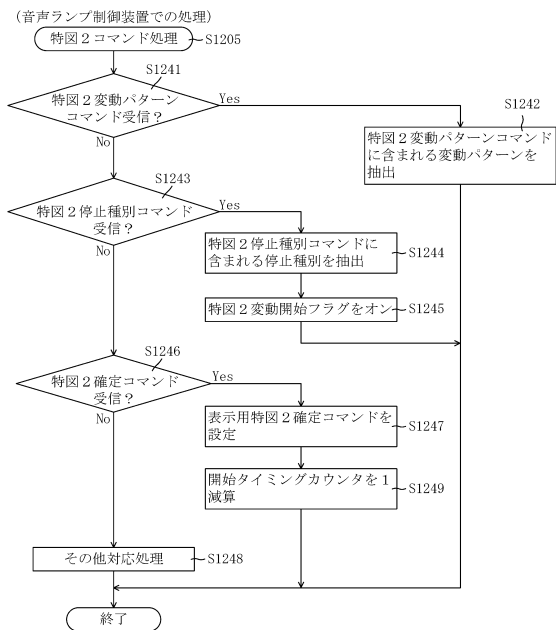 (音声ランプ制御装置での処理)
特図2コマンド処理
S1205
S1241
特図2変動パターン
コマンド受信?
Yes
No
S1242
特図2変動パターンコマンド
に含まれる変動パターンを
抽出
S1243
特図2停止種別コマンド
受信?
Yes
No
特図2停止種別コマンドに
含まれる停止種別を抽出
S1244
特図2変動開始フラグをオン
S1245
S1246
特図2確定コマンド
受信?
Yes
No
表示用特図2確定コマンドを
設定
S1247
開始タイミングカウンタを1
減算
S1249
その他対応処理
S1248
終了